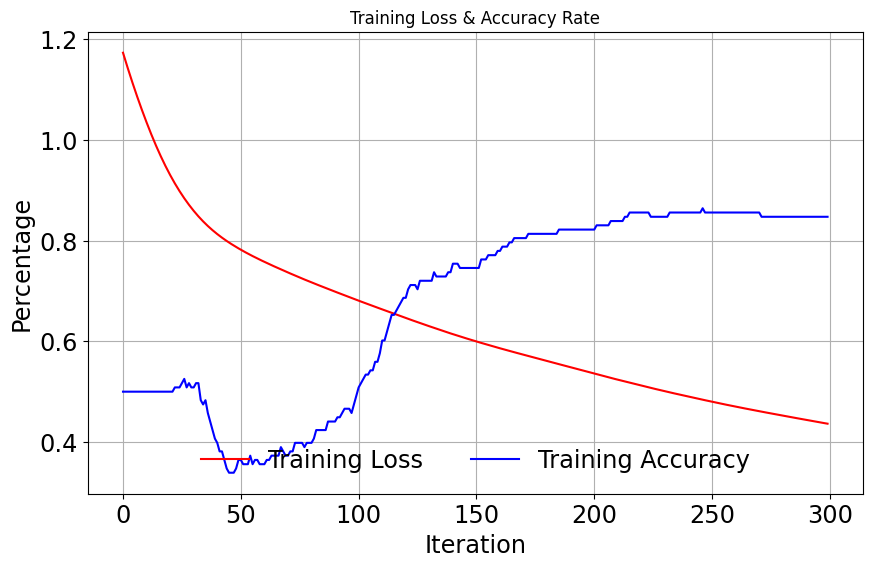 Training Loss & Accuracy Rate
1.2
1.0
0.8
0.6
0.4
Percentage
Training Loss Training Accuracy
0 50 100 150 200 250 300
Iteration